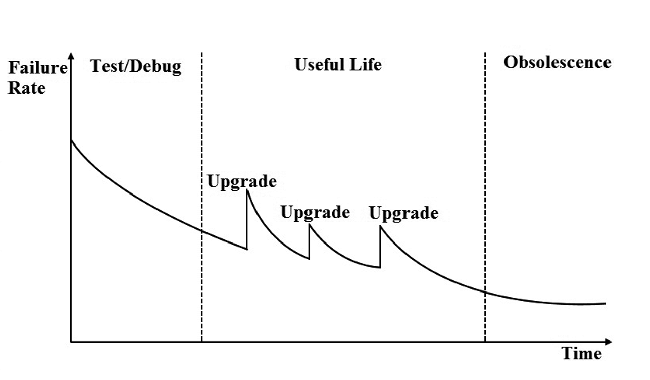 Failure
Rate
Test/Debug
Useful Life
Obsolescence
Upgrade
Upgrade
Upgrade
Time